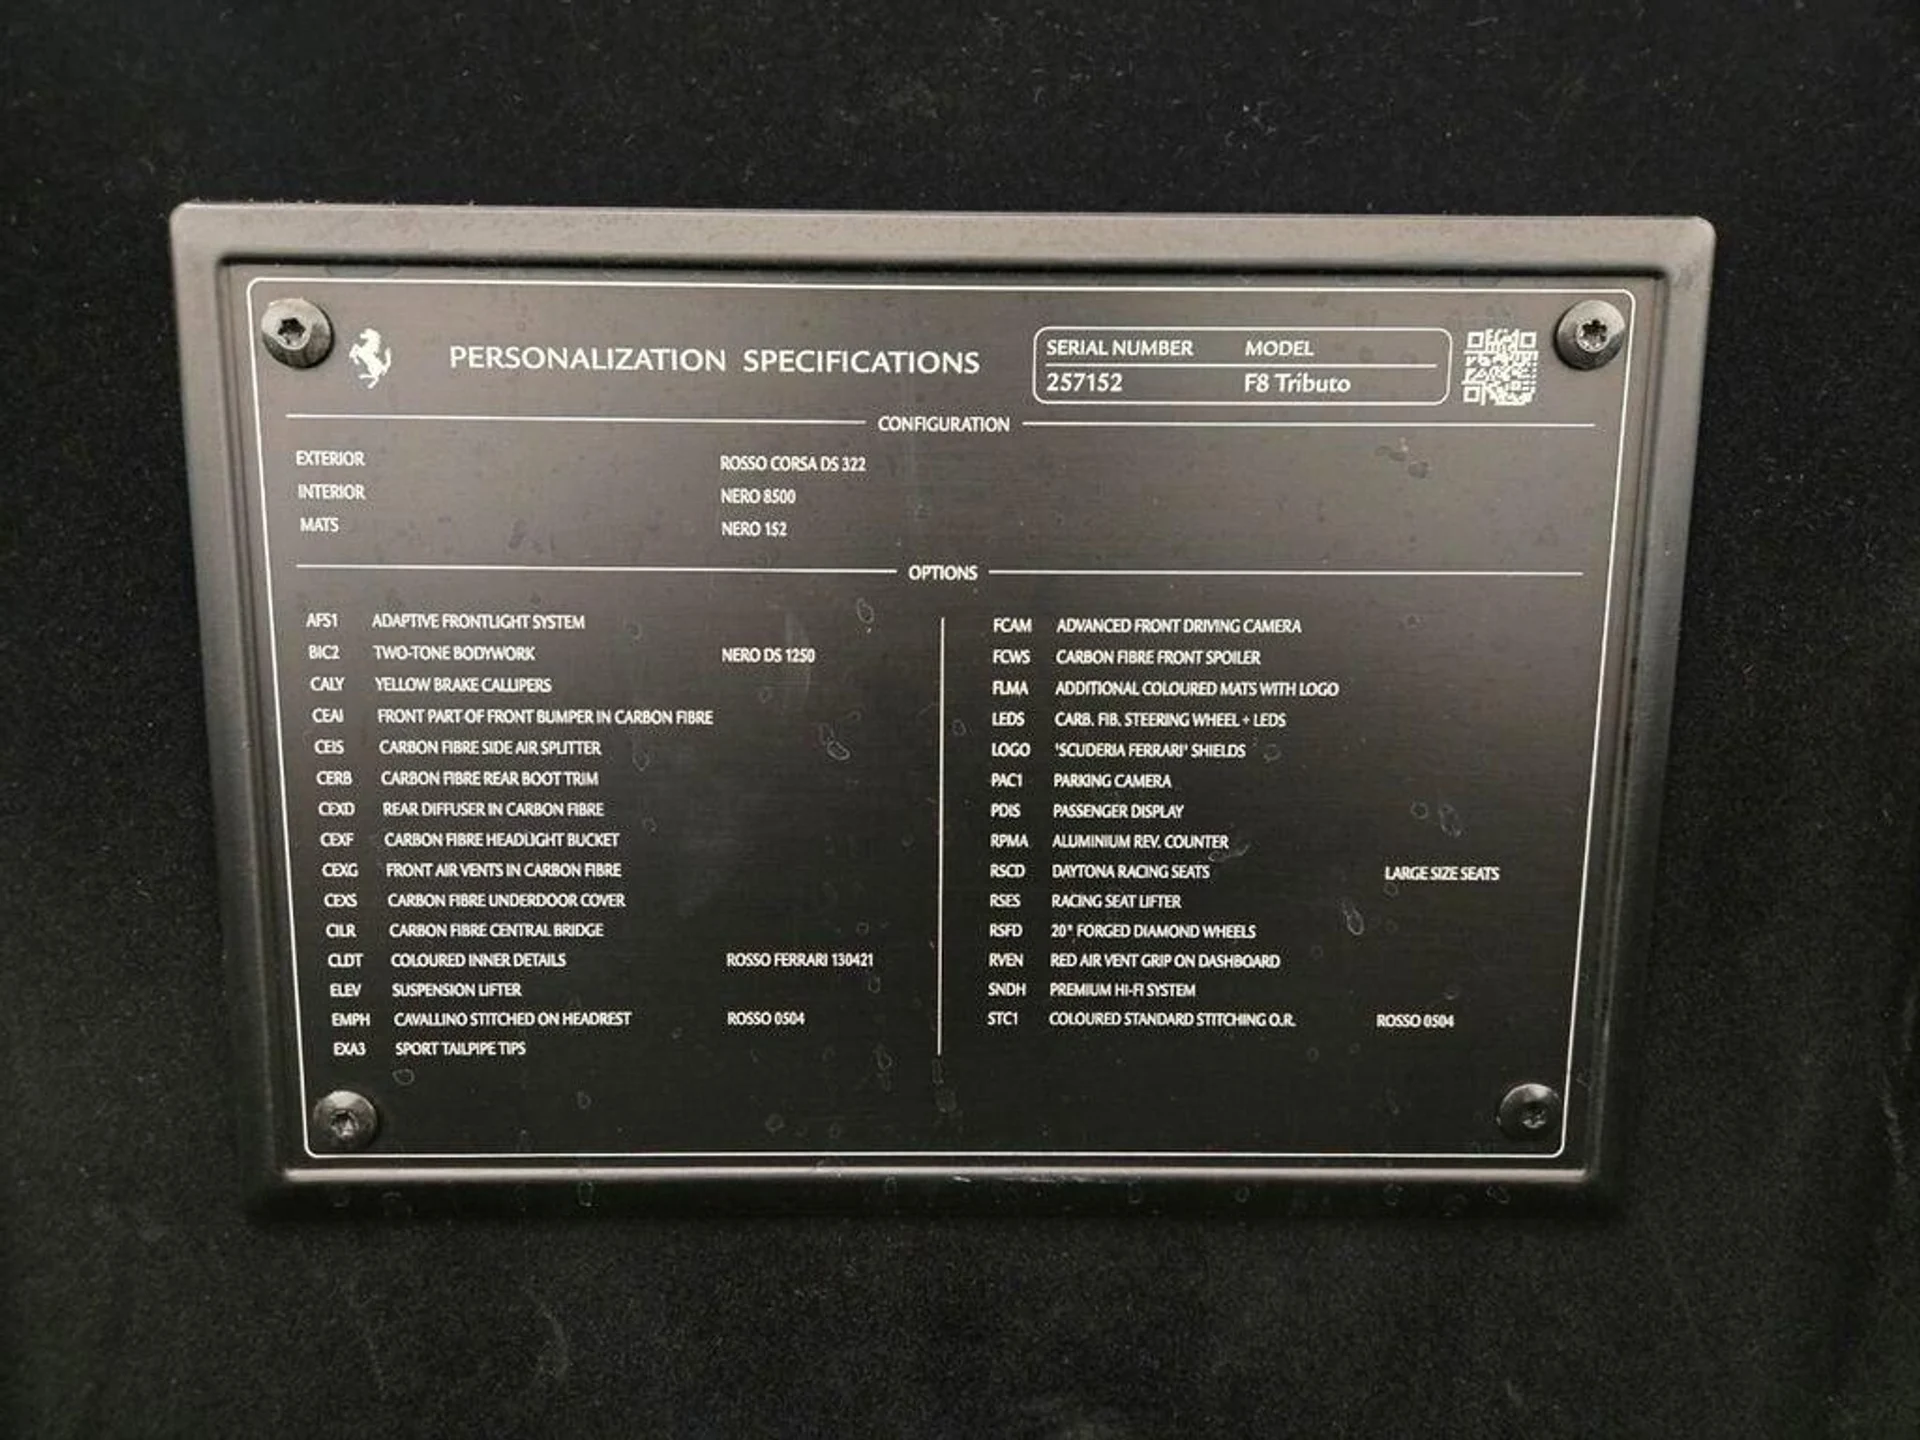 PERSONALIZATION SPECIFICATIONS
SERIAL NUMBER MODEL
257152 F8 Tributo
CONFIGURATION
EXTERIOR ROSSO CORSA DS 322
INTERIOR NERO 8500
MATS NERO 152
OPTIONS
AFS1 ADAPTIVE FRONTLIGHT SYSTEM
BIC2 TWO-TONE BODYWORK NERO DS 1250
CALY YELLOW BRAKE CALLIPERS
CEA1 FRONT PART OF FRONT BUMPER IN CARBON FIBRE
CEIS CARBON FIBRE SIDE AIR SPLITTER
CERB CARBON FIBRE REAR BOOT TRIM
CEXD REAR DIFFUSER IN CARBON FIBRE
CEXF CARBON FIBRE HEADLIGHT BUCKET
CEXG FRONT AIR VENTS IN CARBON FIBRE
CEXS CARBON FIBRE UNDERDOOR COVER
CILR CARBON FIBRE CENTRAL BRIDGE
CLDT COLOURED INNER DETAILS ROSSO FERRARI 130421
ELEV SUSPENSION LIFTER
EMPH CAVALLINO STITCHED ON HEADREST ROSSO 0504
EXA3 SPORT TAILPIPE TIPS
FCAM ADVANCED FRONT DRIVING CAMERA
FCWS CARBON FIBRE FRONT SPOILER
FLMA ADDITIONAL COLOURED MATS WITH LOGO
LEDS CARB. FIB. STEERING WHEEL + LEDS
LOGO 'SCUDERIA FERRARI' SHIELDS
PAC1 PARKING CAMERA
PDIS PASSENGER DISPLAY
RPMA ALUMINIUM REV. COUNTER
RSCD DAYTONA RACING SEATS LARGE SIZE SEATS
RSES RACING SEAT LIFTER
RSFD 20" FORGED DIAMOND WHEELS
RVEN RED AIR VENT GRIP ON DASHBOARD
SNDH PREMIUM HI-FI SYSTEM
STC1 COLOURED STANDARD STITCHING O.R. ROSSO 0504